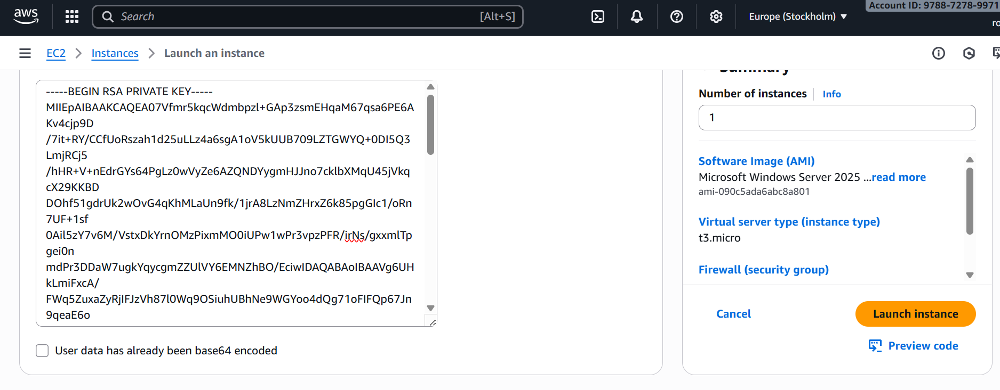 aws
Search
[Alt+S]
Europe (Stockholm)
Account ID: 9788-7278-9971
EC2
Instances
Launch an instance
-----BEGIN RSA PRIVATE KEY-----
MIIEpAIBAAKCAQEA07Vfmr5kqcWdmbpzl+GAp3zsmEHqaM67qsa6PE6A
Kv4cjp9D
/7it+RY/CCfUoRszah1d25uLLz4a6sgA1oV5kUUB709LZTGWYQ+0DI5Q3
LmjRCj5
/hHR+V+nEdrGYs64PgLz0wVyZe6AZQNDYygmHJJno7cklbXMqU45jVkq
cX29KKBD
DOhf51gdrUk2wOvG4qKhMLaUn9fk/1jrA8LzNmZHrxZ6k85pgGIc1/oRn
7UF+1sf
0Ail5zY7v6M/VstxDkYrnOMzPixmMO0iUPw1wPr3vpzPFR/irNs/gxxmlTp
gei0n
mdPr3DDaW7ugkYqycgmZZUlVY6EMNZhBO/EciwIDAQABAoIBAAVg6UH
kLmiFxcA/
FWq5ZuxaZyRjIFJzVh87l0Wq9OSiuhUBhNe9WGYoo4dQg71oFIFQp67Jn
9qeaE6o
User data has already been base64 encoded
Summary
Number of instances
Info
1
Software Image (AMI)
Microsoft Windows Server 2025 ...read more
ami-090c5ada6abc8a801
Virtual server type (instance type)
t3.micro
Firewall (security group)
Cancel
Launch instance
Preview code